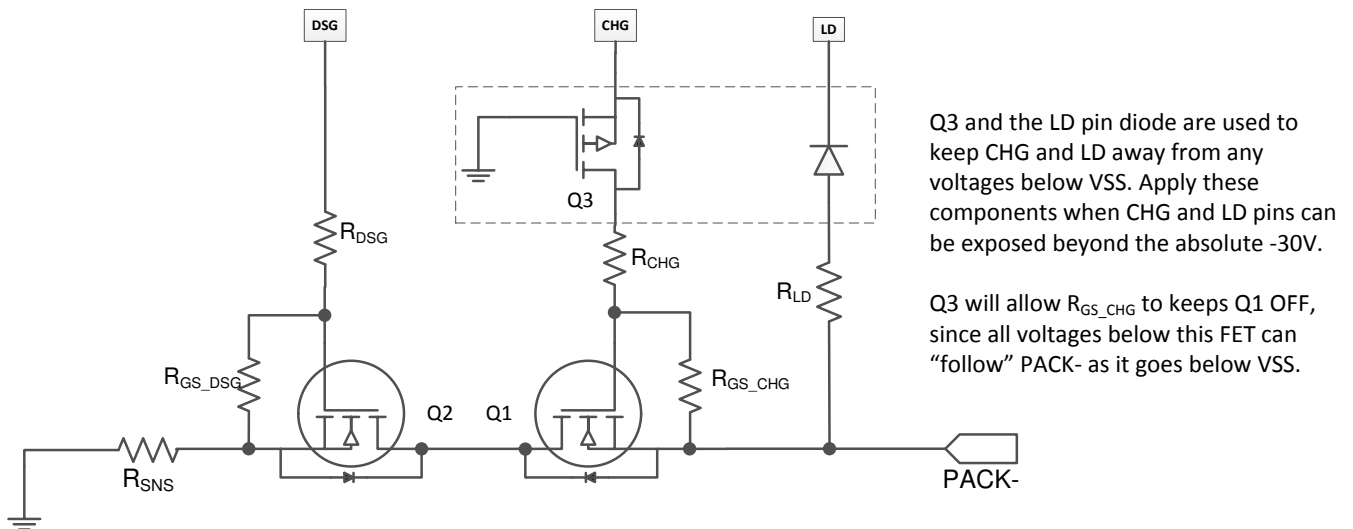 DSG
CHG
LD
Q3 and the LD pin diode are used to
keep CHG and LD away from any
voltages below VSS. Apply these
components when CHG and LD pins can
be exposed beyond the absolute -30V.
Q3 will allow RGS_CHG to keeps Q1 OFF,
since all voltages below this FET can
“follow” PACK- as it goes below VSS.
Q3
RDSG
RCHG
RLD
RGS_DSG
Q2
Q1
RGS_CHG
RSNS
PACK-